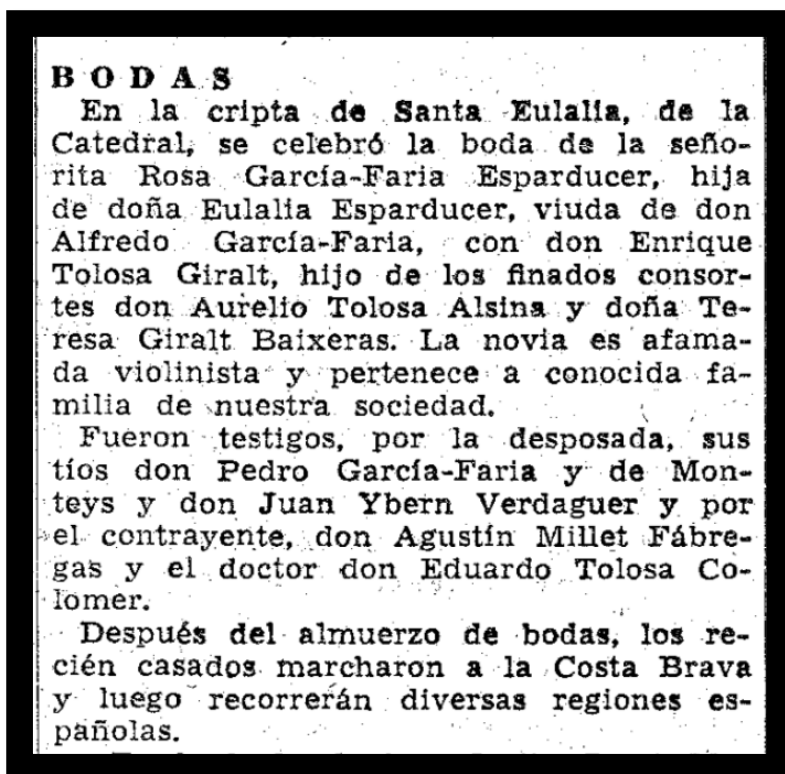 BODAS
En la cripta de Santa Eulalia, de la
Catedral, se celebró la boda de la seño-
rita Rosa García-Faria Esparducer, hija
de doña Eulalia Esparducer, viuda de don
Alfredo García-Faria, con don Enrique
Tolosa Giralt, hijo de los finados consor-
tes don Aurelio Tolosa Alsina y doña Te-
resa Giralt Baixeras. La novia es afama-
da violinista y pertenece a conocida fa-
milia de nuestra sociedad.
Fueron testigos, por la desposada, sus
tíos don Pedro García-Faria y de Mon-
teys y don Juan Ybern Verdaguer y por
el contrayente, don Agustín Millet Fábre-
gas y el doctor don Eduardo Tolosa Co-
lomer.
Después del almuerzo de bodas, los re-
cién casados marcharon a la Costa Brava
y luego recorrerán diversas regiones es-
pañolas.